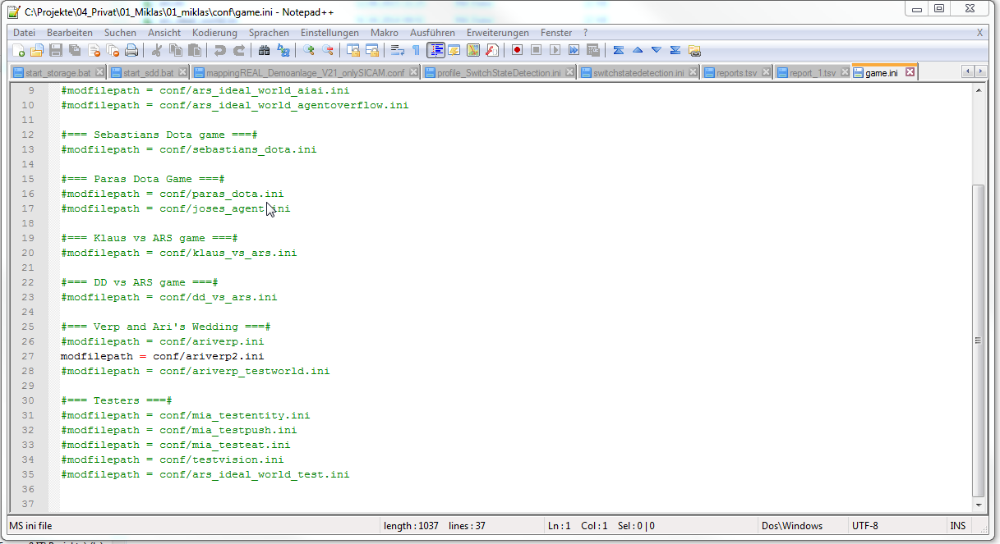 C:\Projekte\04_Privat\01_Miklas\01_miklas\conf\game.ini - Notepad++
Datei Bearbeiten Suchen Ansicht Kodierung Sprachen Einstellungen Makro Ausführen Erweiterungen Fenster ? X
start_storage.bat start_sdd.bat mappingREAL_Demoanlage_V21_onlySICAM.conf profile_SwitchStateDetection.ini switchstatedetection.ini reports.tsv report_1.tsv game.ini
9 #modfilepath = conf/ars_ideal_world_aiai.ini
10 #modfilepath = conf/ars_ideal_world_agentoverflow.ini
11
12 #=== Sebastians Dota game ===#
13 #modfilepath = conf/sebastians_dota.ini
14
15 #=== Paras Dota Game ===#
16 #modfilepath = conf/paras_dota.ini
17 #modfilepath = conf/joses_agent.ini
18
19 #=== Klaus vs ARS game ===#
20 #modfilepath = conf/klaus_vs_ars.ini
21
22 #=== DD vs ARS game ===#
23 #modfilepath = conf/dd_vs_ars.ini
24
25 #=== Verp and Ari's Wedding ===#
26 #modfilepath = conf/ariverp.ini
27 modfilepath = conf/ariverp2.ini
28 #modfilepath = conf/ariverp_testworld.ini
29
30 #=== Testers ===#
31 #modfilepath = conf/mia_testentity.ini
32 #modfilepath = conf/mia_testpush.ini
33 #modfilepath = conf/mia_testeat.ini
34 #modfilepath = conf/testvision.ini
35 #modfilepath = conf/ars_ideal_world_test.ini
36
37
MS ini file length : 1037 lines : 37 Ln : 1 Col : 1 Sel : 0 | 0 Dos\Windows UTF-8 INS